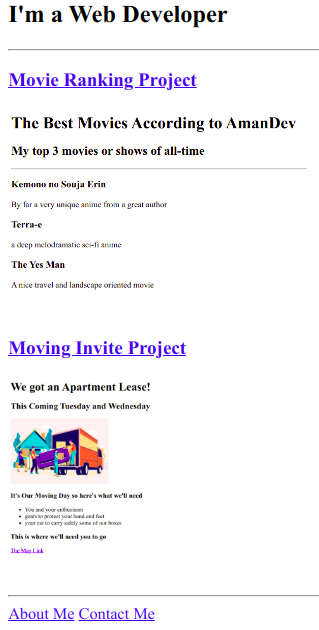 I'm a Web Developer
Movie Ranking Project
The Best Movies According to AmanDev
My top 3 movies or shows of all-time
Kemono no Souja Erin
By far a very unique anime from a great author
Terra-e
a deep melodramatic sci-fi anime
The Yes Man
A nice travel and landscape oriented movie
Moving Invite Project
We got an Apartment Lease!
This Coming Tuesday and Wednesday
It's Our Moving Day so here's what we'll need
You and your enthusiasm
gears to protect your hand and feet
your car to carry safely some of our boxes
This is where we'll need you to go
The Map Link
About Me Contact Me